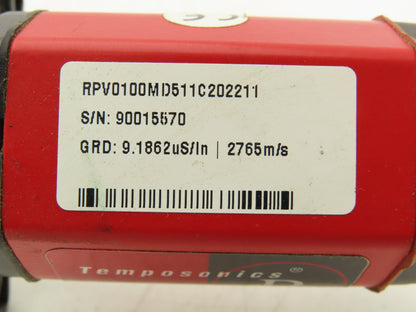 RPV0100MD511C202211
S/N: 90015570
GRD: 9.1862uS/In | 2765m/s
Temposonics®
R